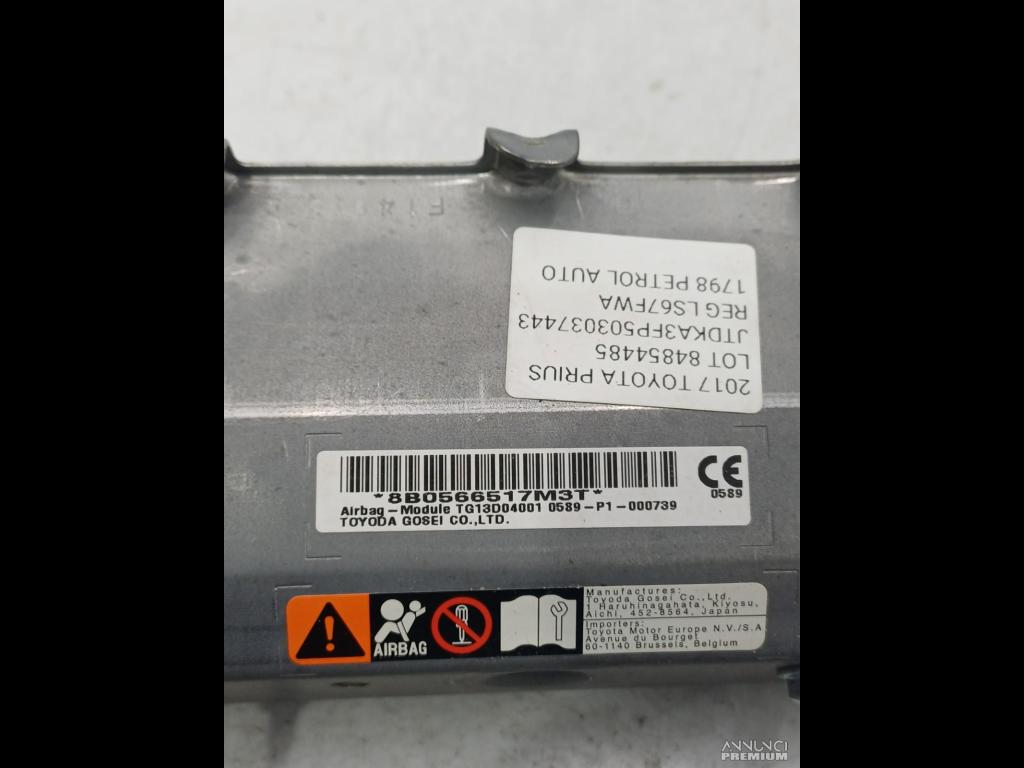 2017 TOYOTA PRIUS
LOT 84854485
JTDKA3FP503037443
REG LS67FWA
1798 PETROL AUTO
*8B0566517M3T*
Airbag-Module TG13D04001 0589-P1-000739
TOYODA GOSEI CO.,LTD.
CE
0589
AIRBAG
Manufactures:
Toyoda Gosei Co.,Ltd.
1 Haruhinagahata, Kiyosu,
Aichi, 452-8564, Japan
Importers:
Toyota Motor Europe N.V./S.A
Avenue du Bourget
60-1140 Brussels, Belgium
ANNUNCI
PREMIUM